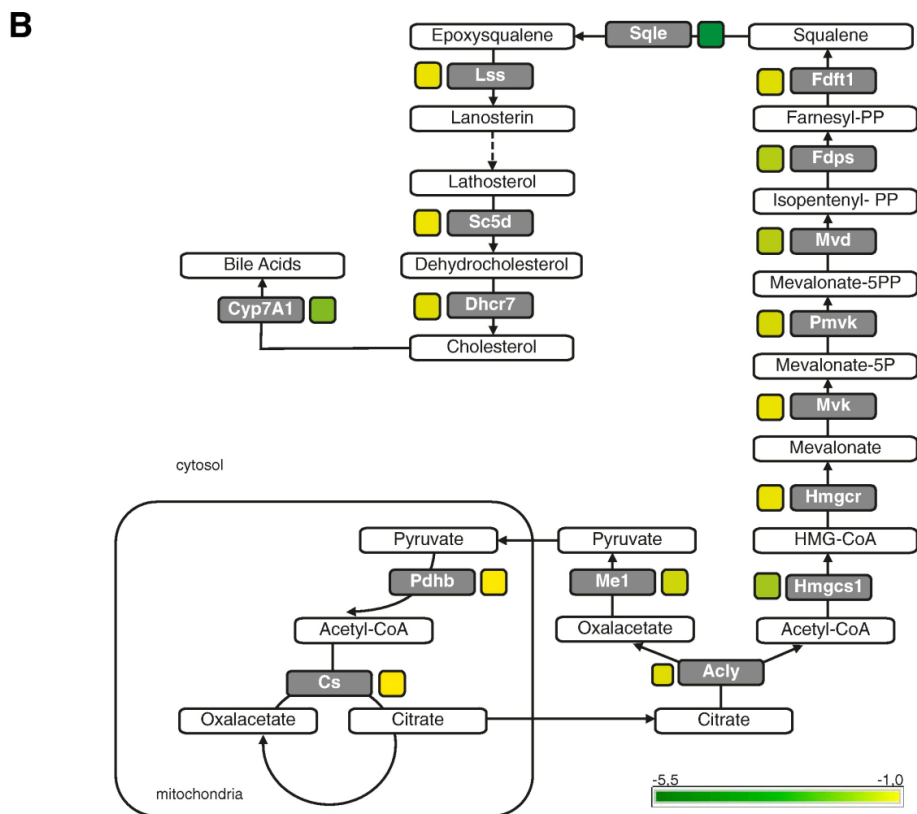 B
Epoxysqualene
Sqle
Squalene
Lss
Fdft1
Lanosterin
Farnesyl-PP
Fdps
Lathosterol
Isopentenyl- PP
Sc5d
Mvd
Bile Acids
Dehydrocholesterol
Mevalonate-5PP
Cyp7A1
Dhcr7
Pmvk
Cholesterol
Mevalonate-5P
Mvk
Mevalonate
cytosol
Hmgcr
Pyruvate
Pyruvate
HMG-CoA
Pdhb
Me1
Hmgcs1
Acetyl-CoA
Oxalacetate
Acetyl-CoA
Acly
Cs
Oxalacetate
Citrate
Citrate
mitochondria
-5,5
-1,0